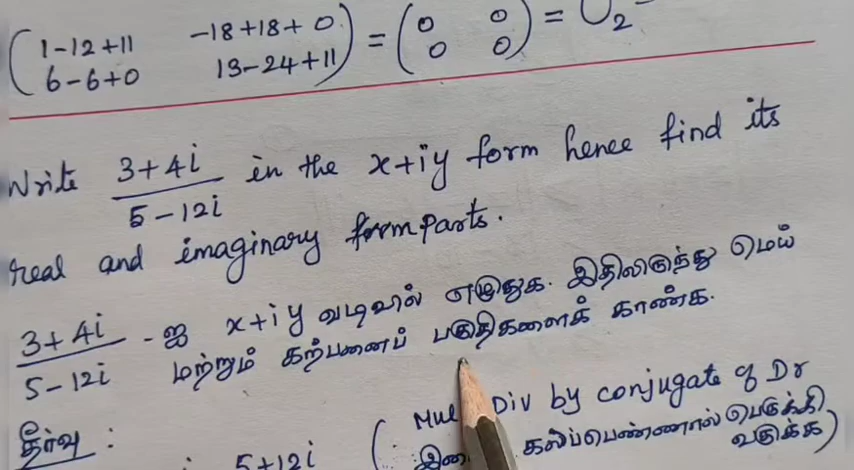 ( 1-12+11 -18+18+0 ) = ( 0 0 ) = O₂
( 6-6+0 13-24+11 ) ( 0 0 )
Write (3+4i)/(5-12i) in the x+iy form hence find its
real and imaginary parts.
(3+4i)/(5-12i) -ஐ x+iy வடிவில் எழுதுக. இதிலிருந்து மெய்
மற்றும் கற்பனைப் பகுதிகளைக் காண்க.
தீர்வு : ( Mul Div by conjugate of Dr
5+12i கலப்பெண்ணால் பெருக்கி
வகுக்க)